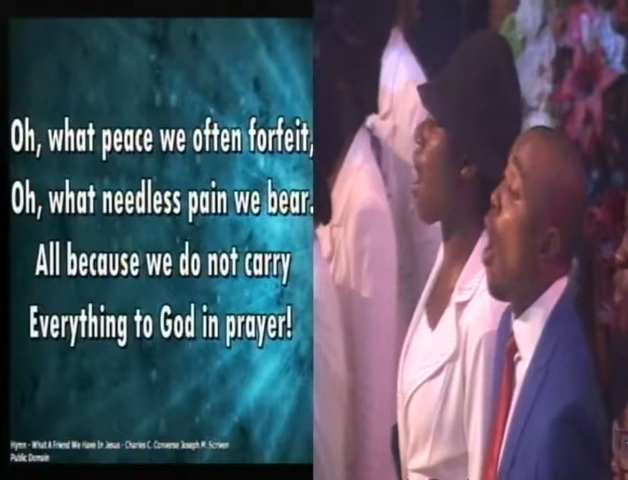 Oh, what peace we often forfeit,
Oh, what needless pain we bear.
All because we do not carry
Everything to God in prayer!
Hymn - What A Friend We Have In Jesus - Charles C. Converse Joseph M. Scriven
Public Domain